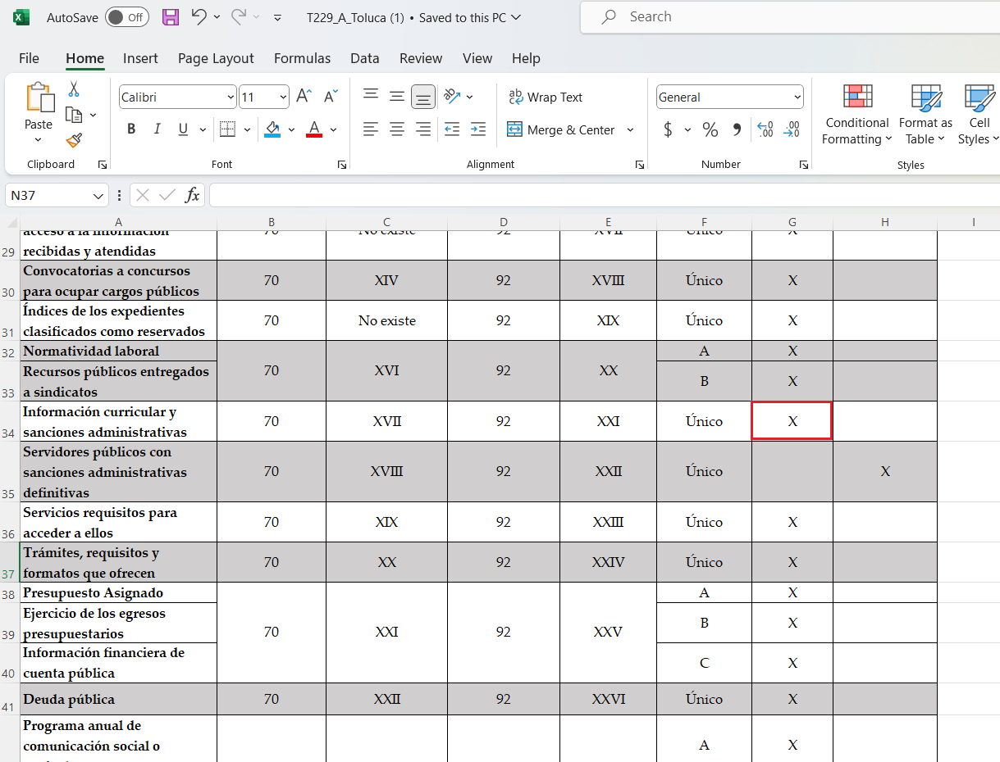 AutoSave Off T229_A_Toluca (1) • Saved to this PC Search
File Home Insert Page Layout Formulas Data Review View Help
Paste
Clipboard
Calibri 11
B I U A
Font
ab Wrap Text
Merge & Center
Alignment
General
$ % , .00 .00
Number
Conditional Formatting
Format as Table
Cell Styles
Styles
N37 fx
A B C D E F G H I
29 acceso a la información 70 No existe 92 XVII Único X
recibidas y atendidas
30 Convocatorias a concursos 70 XIV 92 XVIII Único X
para ocupar cargos públicos
31 Índices de los expedientes 70 No existe 92 XIX Único X
clasificados como reservados
32 Normatividad laboral A X
33 Recursos públicos entregados 70 XVI 92 XX B X
a sindicatos
34 Información curricular y 70 XVII 92 XXI Único X
sanciones administrativas
35 Servidores públicos con 70 XVIII 92 XXII Único X
sanciones administrativas
definitivas
36 Servicios requisitos para 70 XIX 92 XXIII Único X
acceder a ellos
37 Trámites, requisitos y 70 XX 92 XXIV Único X
formatos que ofrecen
38 Presupuesto Asignado A X
39 Ejercicio de los egresos 70 XXI 92 XXV B X
presupuestarios
40 Información financiera de C X
cuenta pública
41 Deuda pública 70 XXII 92 XXVI Único X
Programa anual de A X
comunicación social o